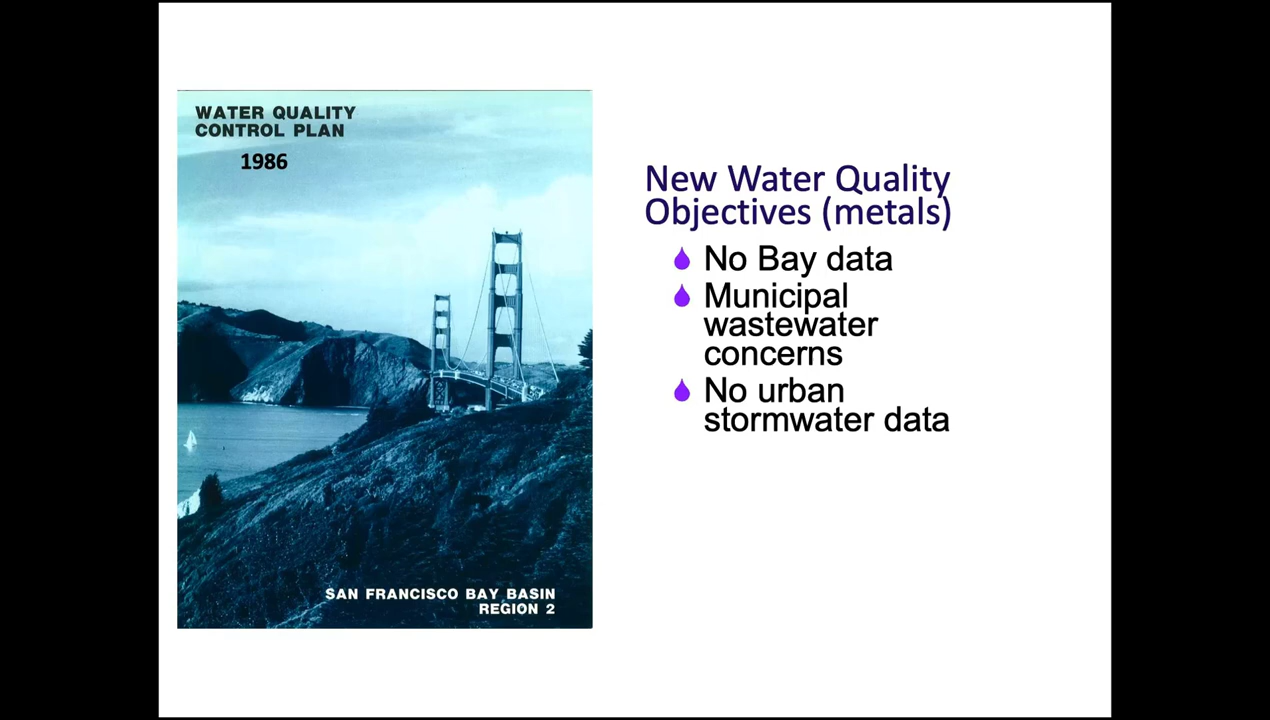 WATER QUALITY
CONTROL PLAN
1986
SAN FRANCISCO BAY BASIN
REGION 2
New Water Quality
Objectives (metals)
No Bay data
Municipal
wastewater
concerns
No urban
stormwater data